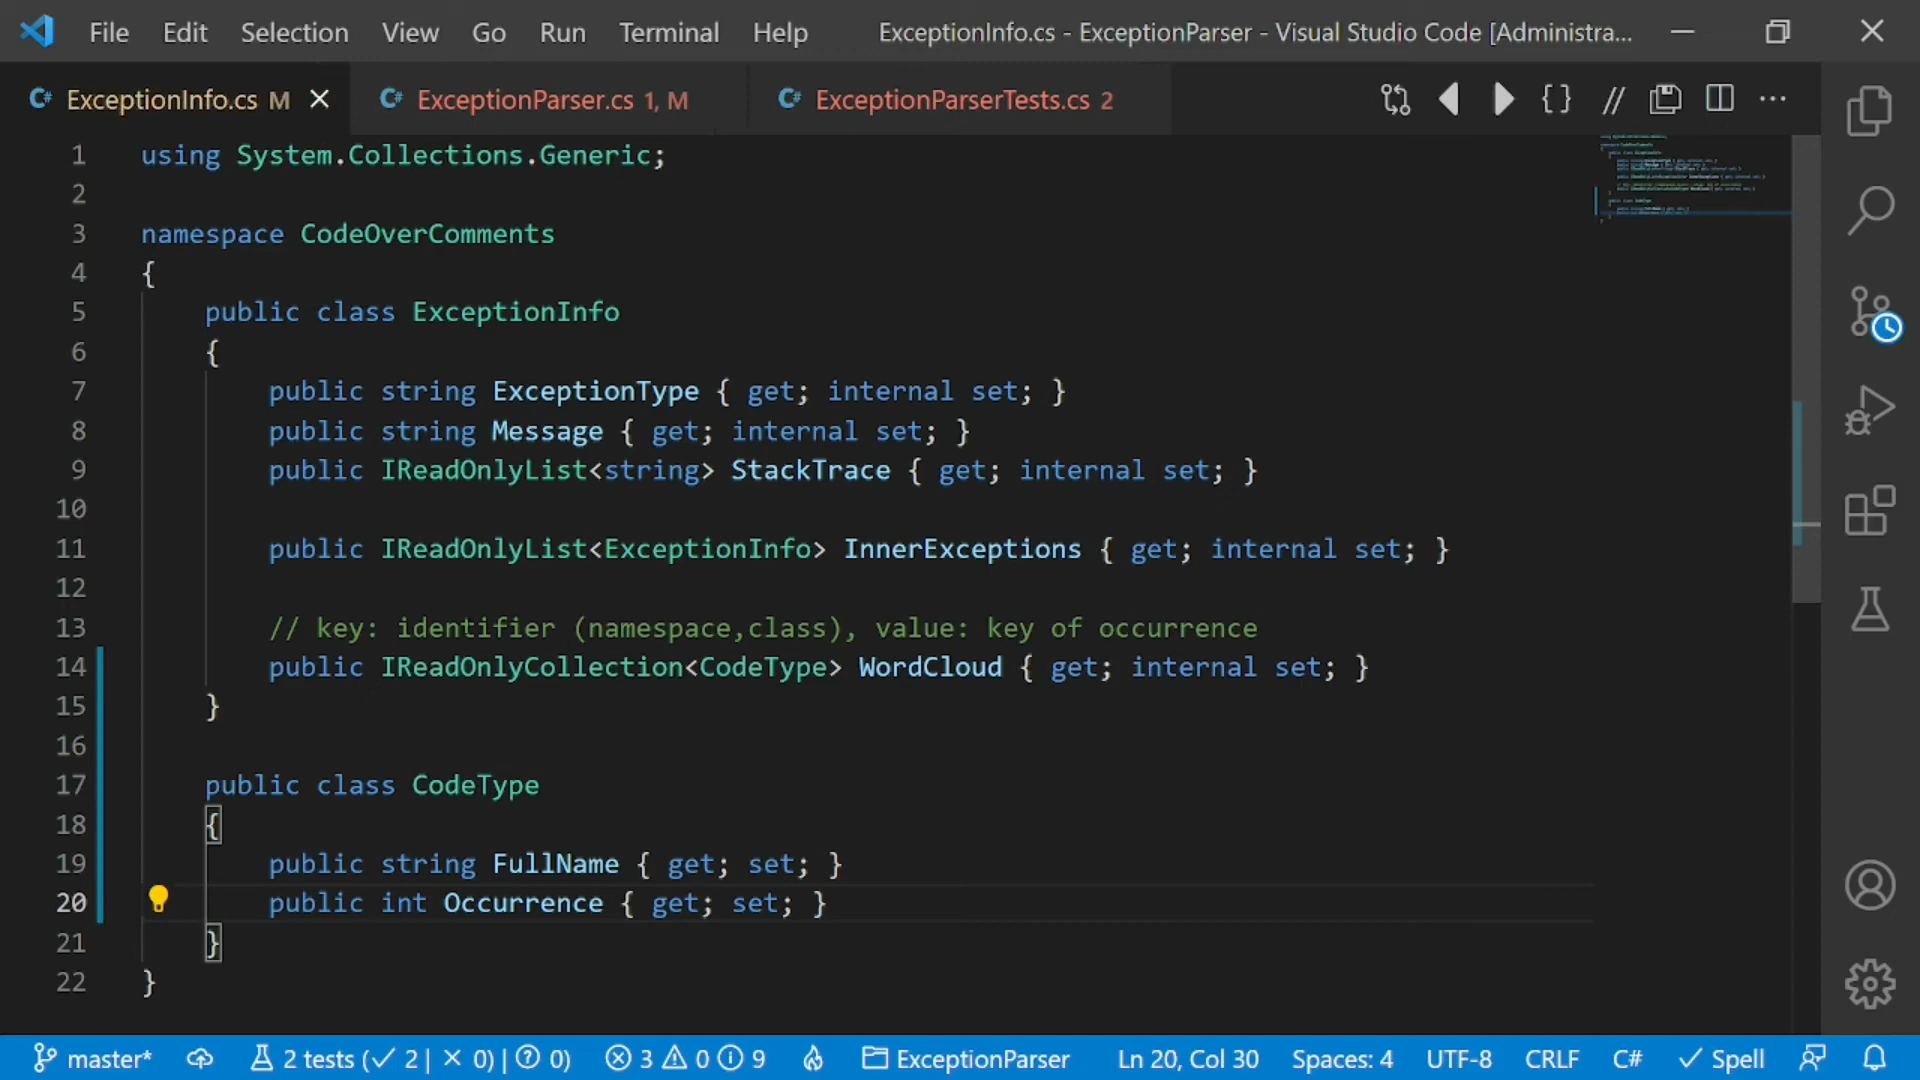 File Edit Selection View Go Run Terminal Help ExceptionInfo.cs - ExceptionParser - Visual Studio Code [Administra...
C# ExceptionInfo.cs M C# ExceptionParser.cs 1, M C# ExceptionParserTests.cs 2
1 using System.Collections.Generic;
2
3 namespace CodeOverComments
4 {
5 public class ExceptionInfo
6 {
7 public string ExceptionType { get; internal set; }
8 public string Message { get; internal set; }
9 public IReadOnlyList<string> StackTrace { get; internal set; }
10
11 public IReadOnlyList<ExceptionInfo> InnerExceptions { get; internal set; }
12
13 // key: identifier (namespace,class), value: key of occurrence
14 public IReadOnlyCollection<CodeType> WordCloud { get; internal set; }
15 }
16
17 public class CodeType
18 {
19 public string FullName { get; set; }
20 public int Occurrence { get; set; }
21 }
22 }
master* 2 tests (✓ 2 | × 0) | ? 0) 3 0 9 ExceptionParser Ln 20, Col 30 Spaces: 4 UTF-8 CRLF C# ✓ Spell